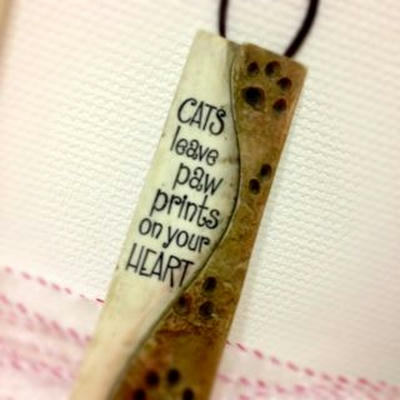 CATS
leave
paw
prints
on your
HEART